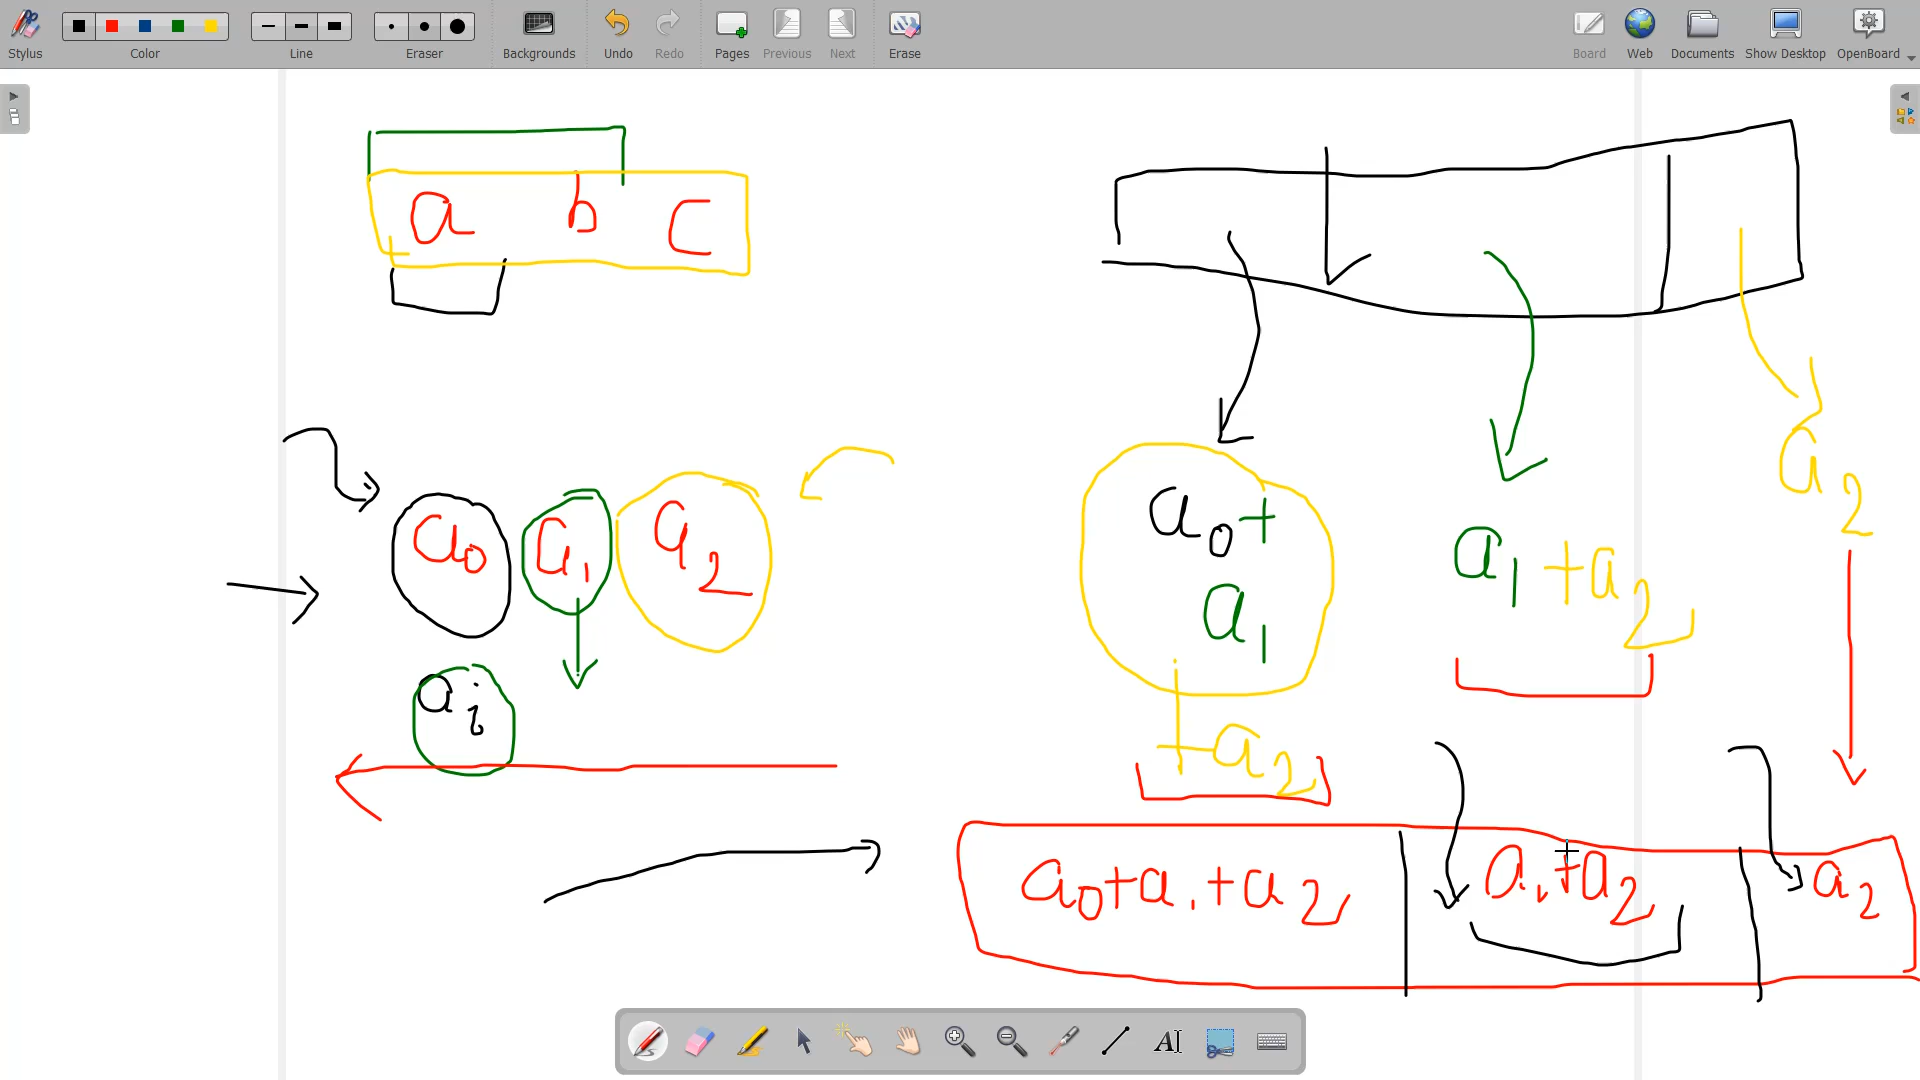 Stylus Color Line Eraser Backgrounds Undo Redo Pages Previous Next Erase Board Web Documents Show Desktop OpenBoard
a b c
a0 a1 a2
ai
a0+
a1
+a2
a1+a2
a2
a0+a1+a2 a1+a2 a2